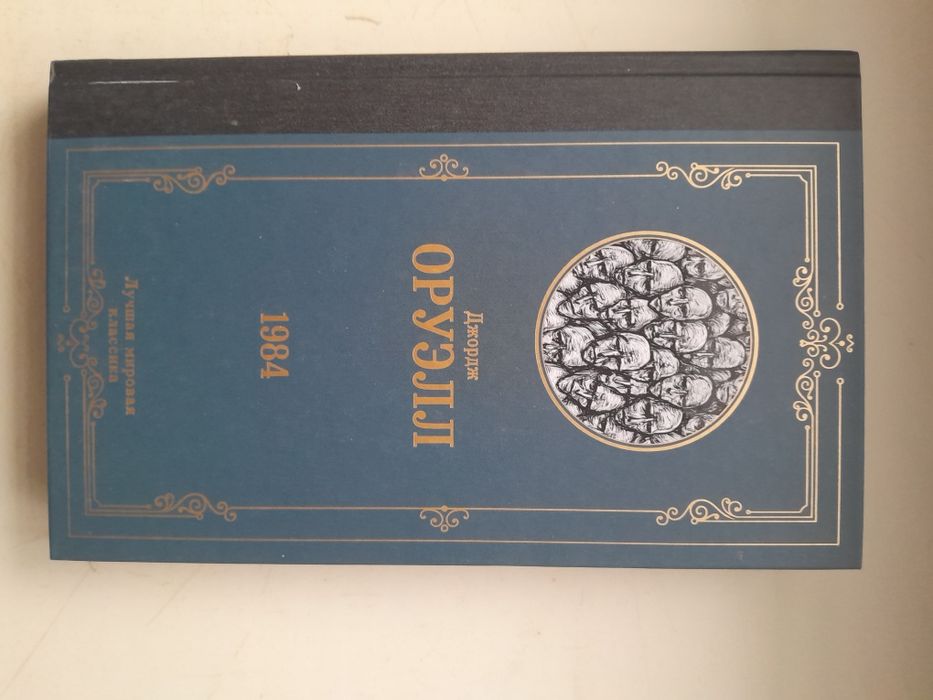 Джордж
ОРУЭЛЛ
1984
Лучшая мировая
классика